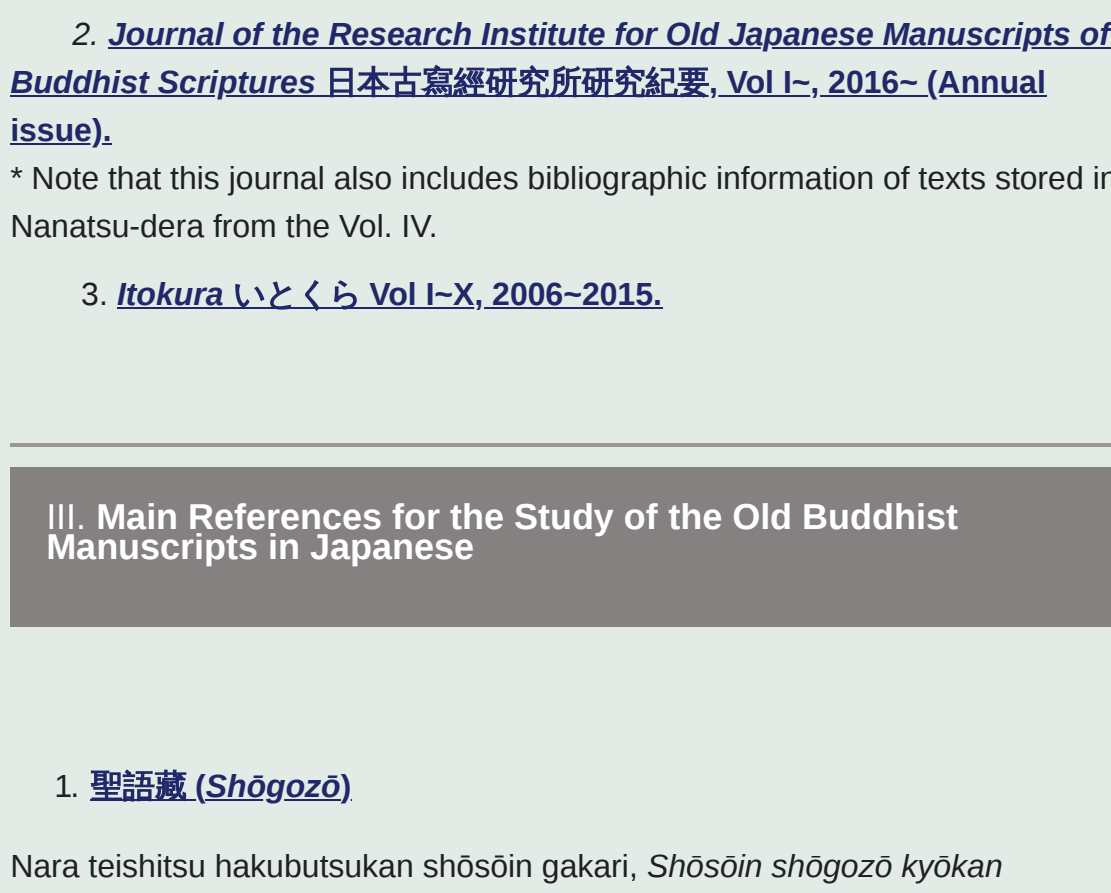 2. Journal of the Research Institute for Old Japanese Manuscripts of
Buddhist Scriptures 日本古寫經研究所研究紀要, Vol I~, 2016~ (Annual
issue).
* Note that this journal also includes bibliographic information of texts stored in
Nanatsu-dera from the Vol. IV.
3. Itokura いとくら Vol I~X, 2006~2015.
III. Main References for the Study of the Old Buddhist
Manuscripts in Japanese
1. 聖語藏 (Shōgozō)
Nara teishitsu hakubutsukan shōsōin gakari, Shōsōin shōgozō kyōkan